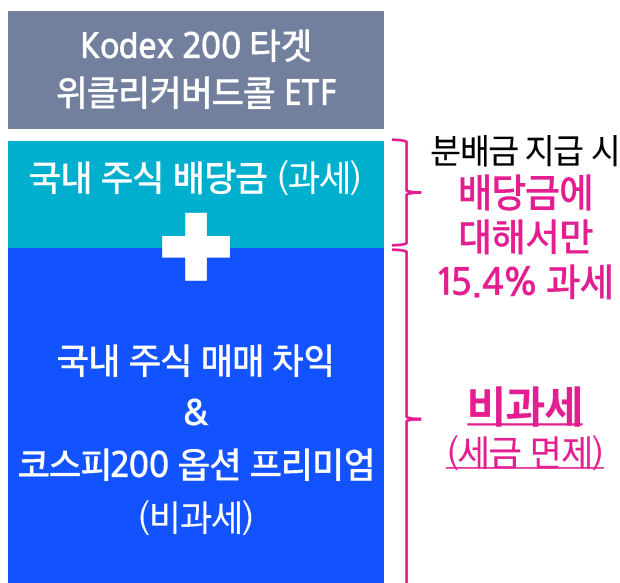 Kodex 200 타겟
위클리커버드콜 ETF
국내 주식 배당금 (과세)
분배금 지급 시
배당금에
대해서만
15.4% 과세
국내 주식 매매 차익
&
코스피200 옵션 프리미엄
(비과세)
비과세
(세금 면제)